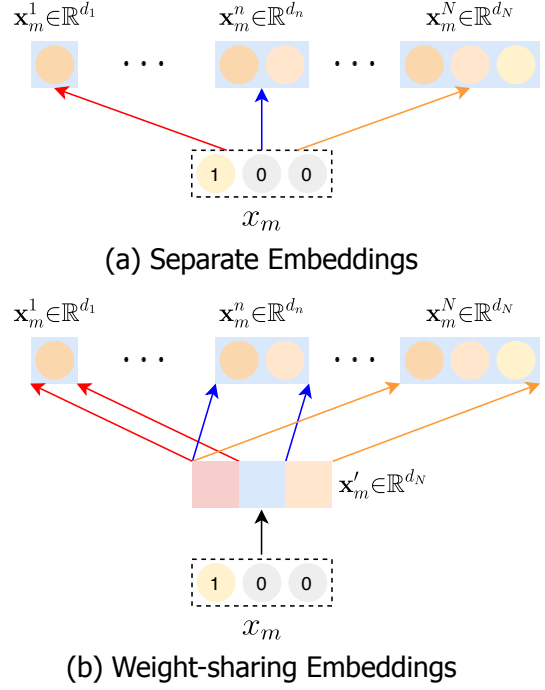 𝐱_m^1∈ℝ^{d_1} 𝐱_m^n∈ℝ^{d_n} 𝐱_m^N∈ℝ^{d_N}
··· ···
1 0 0
x_m
(a) Separate Embeddings
𝐱_m^1∈ℝ^{d_1} 𝐱_m^n∈ℝ^{d_n} 𝐱_m^N∈ℝ^{d_N}
··· ···
𝐱′_m∈ℝ^{d_N}
1 0 0
x_m
(b) Weight-sharing Embeddings